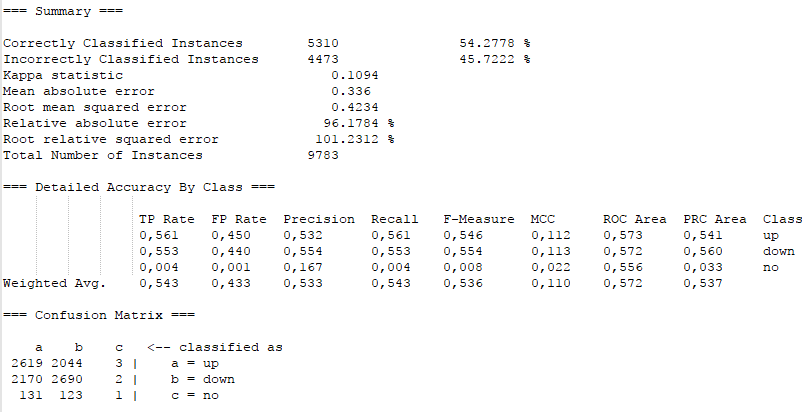 === Summary ===
Correctly Classified Instances 5310 54.2778 %
Incorrectly Classified Instances 4473 45.7222 %
Kappa statistic 0.1094
Mean absolute error 0.336
Root mean squared error 0.4234
Relative absolute error 96.1784 %
Root relative squared error 101.2312 %
Total Number of Instances 9783
=== Detailed Accuracy By Class ===
TP Rate FP Rate Precision Recall F-Measure MCC ROC Area PRC Area Class
0,561 0,450 0,532 0,561 0,546 0,112 0,573 0,541 up
0,553 0,440 0,554 0,553 0,554 0,113 0,572 0,560 down
0,004 0,001 0,167 0,004 0,008 0,022 0,556 0,033 no
Weighted Avg. 0,543 0,433 0,533 0,543 0,536 0,110 0,572 0,537
=== Confusion Matrix ===
a b c <-- classified as
2619 2044 3 | a = up
2170 2690 2 | b = down
131 123 1 | c = no